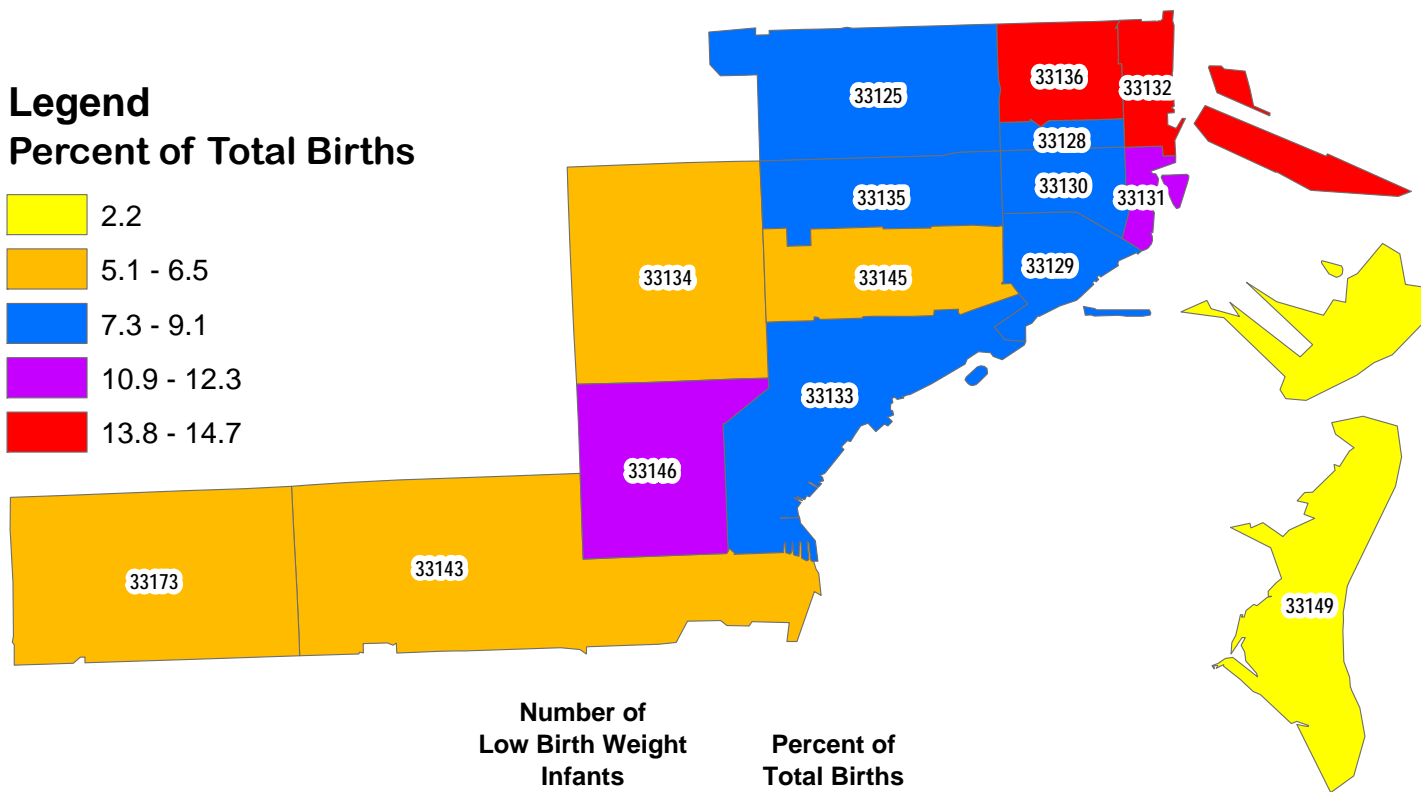 Legend
Percent of Total Births
2.2
5.1 - 6.5
7.3 - 9.1
10.9 - 12.3
13.8 - 14.7
33136
33132
33125
33128
33130
33135
33131
33129
33134
33145
33133
33146
33143
33173
33149
Number of
Low Birth Weight
Infants
Percent of
Total Births